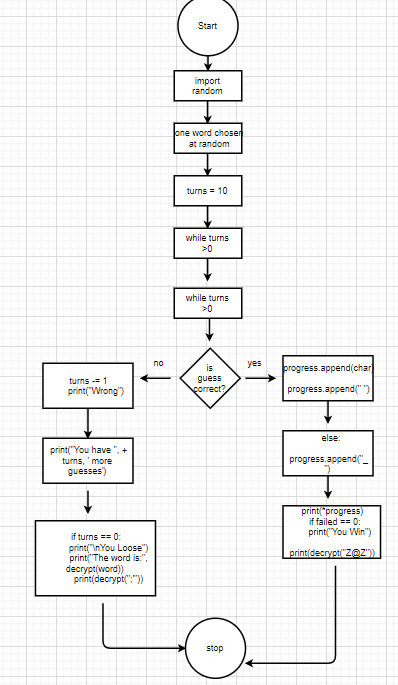 Start
import
random
one word chosen
at random
turns = 10
while turns
>0
while turns
>0
is
guess
correct?
no
yes
turns -= 1
print("Wrong")
progress.append(char)
progress.append(" ")
print("You have ", +
turns, ' more
guesses')
else:
progress.append("_
")
if turns == 0:
print("\nYou Loose")
print("The word is:",
decrypt(word))
print(decrypt(";"'))
print(*progress)
if failed == 0:
print("You Win")
print(decrypt("Z@Z"))
stop